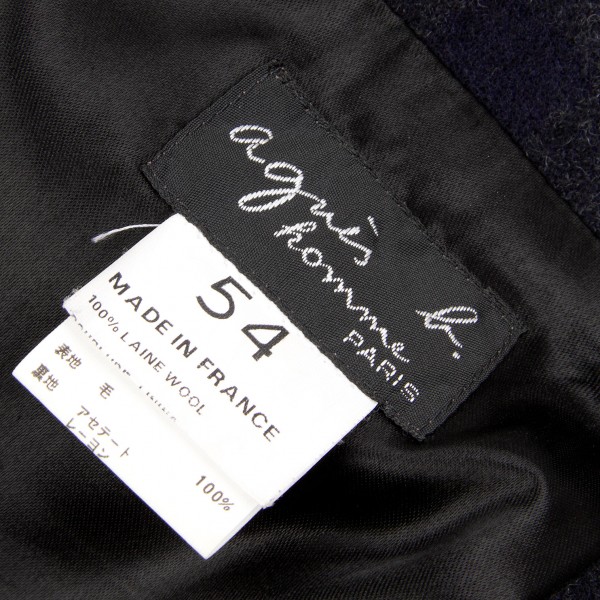 agnès b.
homme
PARIS
54
MADE IN FRANCE
100% LAINE WOOL
表地 毛
裏地 アセテート
レーヨン
100%